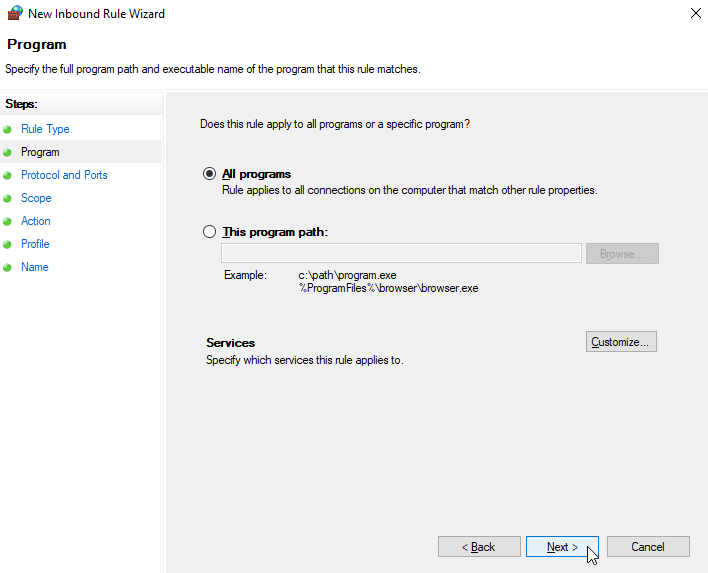 New Inbound Rule Wizard
Program
Specify the full program path and executable name of the program that this rule matches.
Steps:
Rule Type
Program
Protocol and Ports
Scope
Action
Profile
Name
Does this rule apply to all programs or a specific program?
All programs
Rule applies to all connections on the computer that match other rule properties.
This program path:
Browse...
Example: c:\path\program.exe
%ProgramFiles%\browser\browser.exe
Services
Customize...
Specify which services this rule applies to.
< Back Next > Cancel